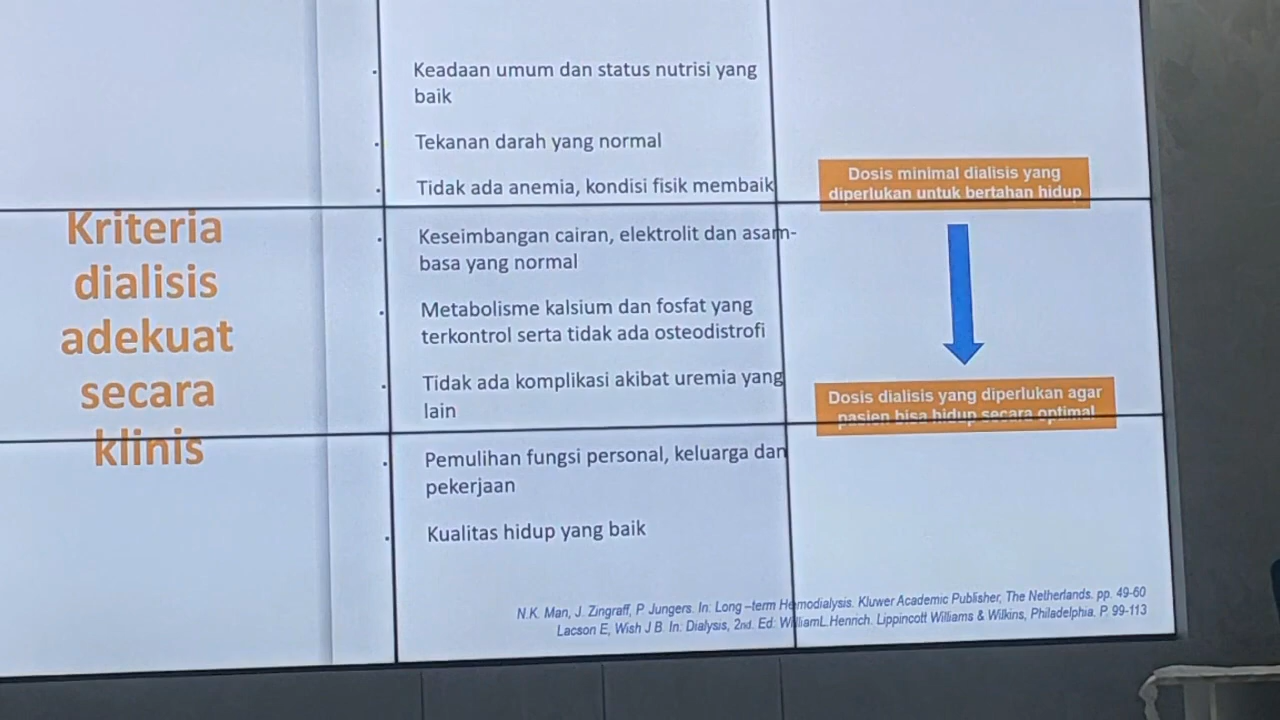 Kriteria
dialisis
adekuat
secara
klinis
Keadaan umum dan status nutrisi yang
baik
Tekanan darah yang normal
Tidak ada anemia, kondisi fisik membaik
Keseimbangan cairan, elektrolit dan asam-
basa yang normal
Metabolisme kalsium dan fosfat yang
terkontrol serta tidak ada osteodistrofi
Tidak ada komplikasi akibat uremia yang
lain
Pemulihan fungsi personal, keluarga dan
pekerjaan
Kualitas hidup yang baik
Dosis minimal dialisis yang
diperlukan untuk bertahan hidup
Dosis dialisis yang diperlukan agar
pasien bisa hidup secara optimal
N.K. Man, J. Zingraff, P. Jungers. In: Long –term Hemodialysis. Kluwer Academic Publisher, The Netherlands. pp. 49-60
Lacson E, Wish J B. In: Dialysis, 2nd. Ed: WilliamL.Henrich. Lippincott Williams & Wilkins, Philadelphia. P. 99-113